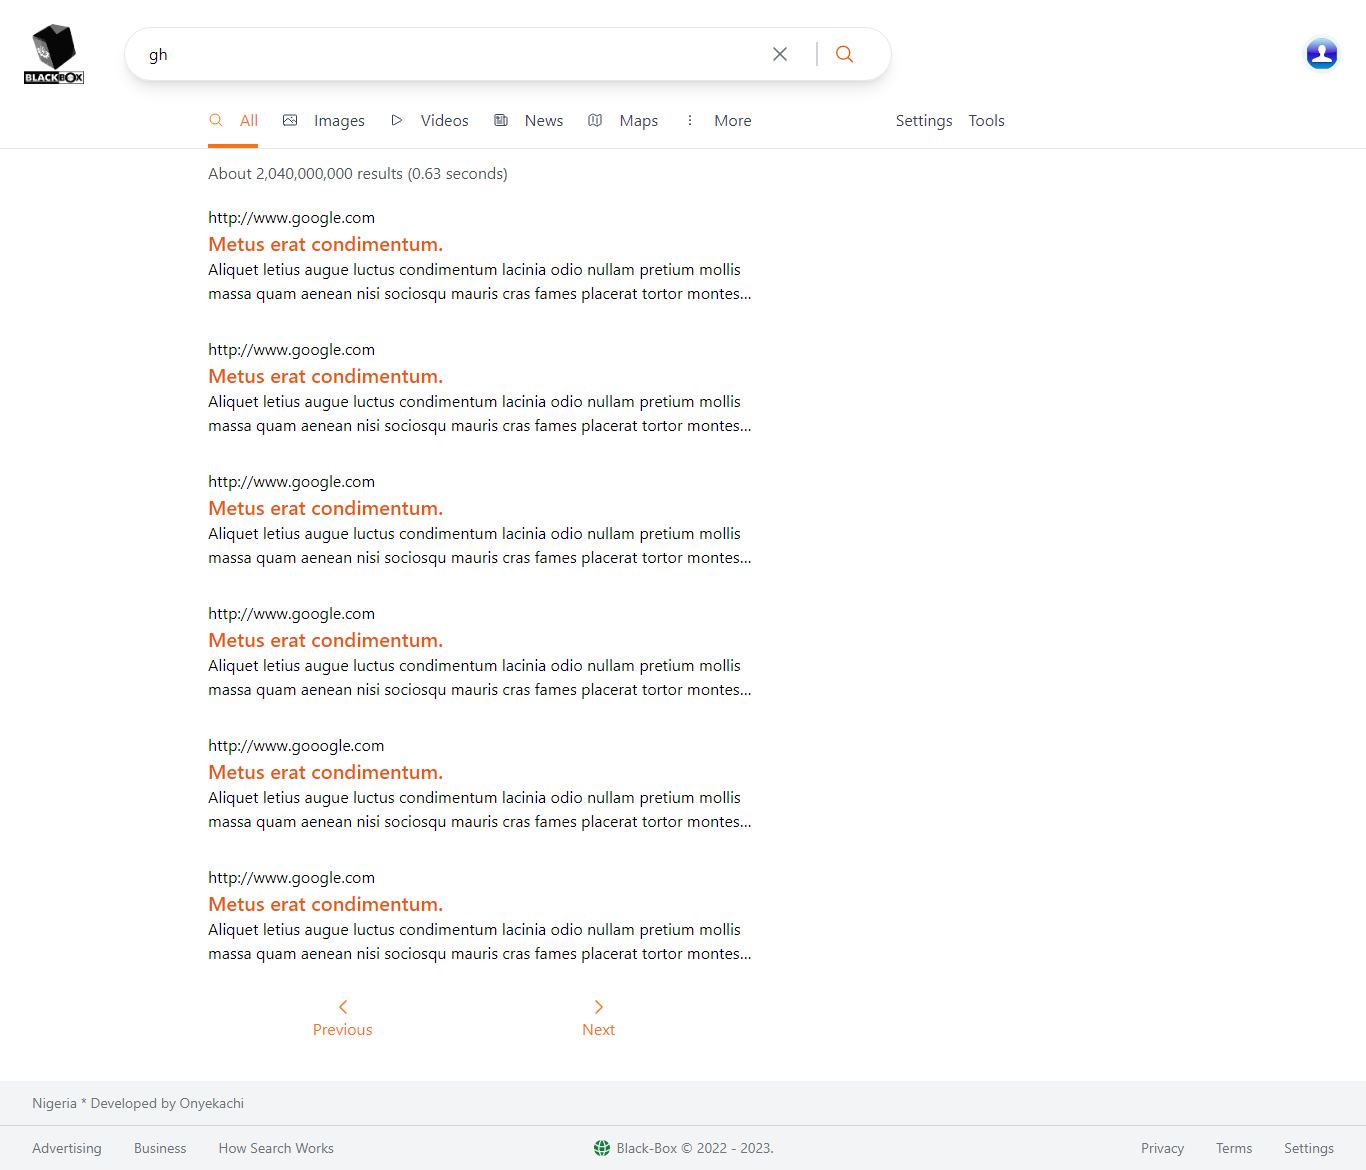 BLACKBOX
gh
All Images Videos News Maps More Settings Tools
About 2,040,000,000 results (0.63 seconds)
http://www.google.com
Metus erat condimentum.
Aliquet letius augue luctus condimentum lacinia odio nullam pretium mollis
massa quam aenean nisi sociosqu mauris cras fames placerat tortor montes...
http://www.google.com
Metus erat condimentum.
Aliquet letius augue luctus condimentum lacinia odio nullam pretium mollis
massa quam aenean nisi sociosqu mauris cras fames placerat tortor montes...
http://www.google.com
Metus erat condimentum.
Aliquet letius augue luctus condimentum lacinia odio nullam pretium mollis
massa quam aenean nisi sociosqu mauris cras fames placerat tortor montes...
http://www.google.com
Metus erat condimentum.
Aliquet letius augue luctus condimentum lacinia odio nullam pretium mollis
massa quam aenean nisi sociosqu mauris cras fames placerat tortor montes...
http://www.gooogle.com
Metus erat condimentum.
Aliquet letius augue luctus condimentum lacinia odio nullam pretium mollis
massa quam aenean nisi sociosqu mauris cras fames placerat tortor montes...
http://www.google.com
Metus erat condimentum.
Aliquet letius augue luctus condimentum lacinia odio nullam pretium mollis
massa quam aenean nisi sociosqu mauris cras fames placerat tortor montes...
Previous Next
Nigeria * Developed by Onyekachi
Advertising Business How Search Works Black-Box © 2022 - 2023. Privacy Terms Settings